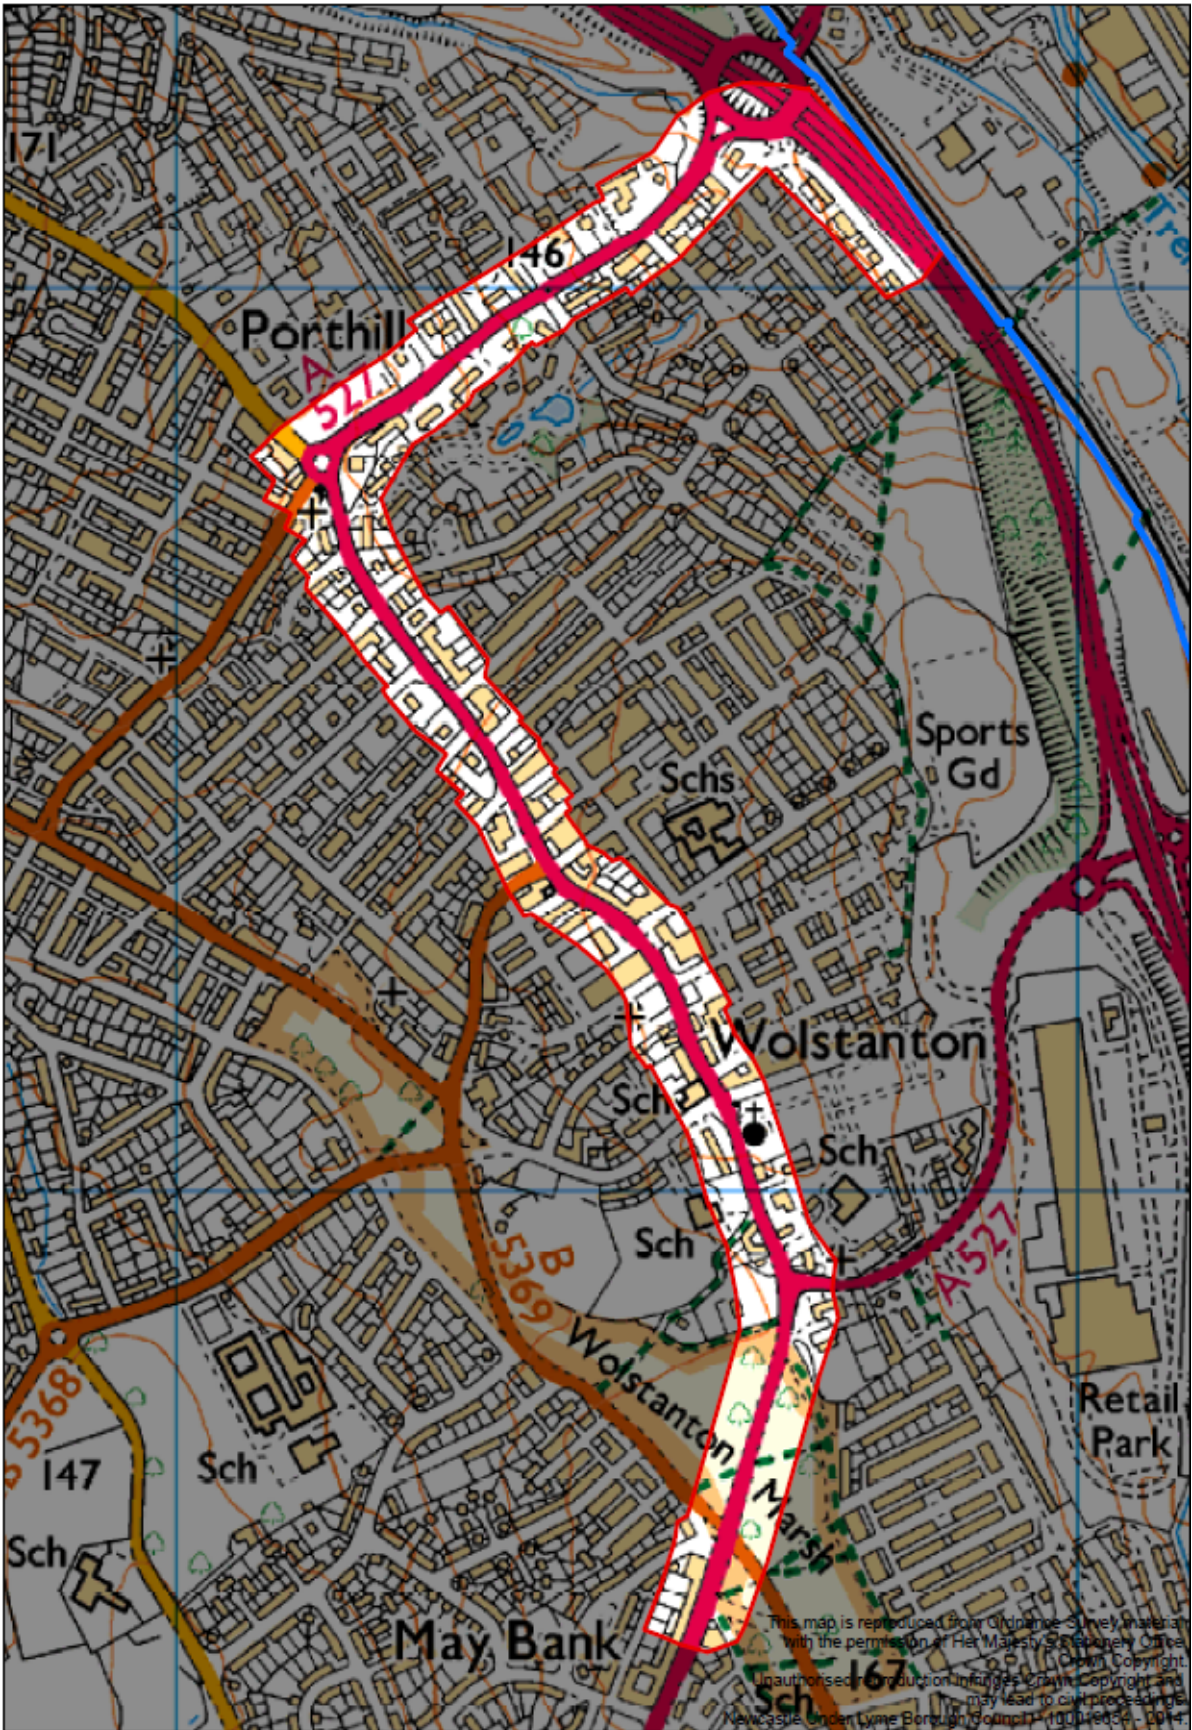 171
146
Porthill
A
527
Schs
Sports
Gd
Wolstanton
Sch
Sch
Sch
A 527
B
5369
Wolstanton
Marsh
B 5368
147
Sch
Sch
Retail
Park
May Bank
167
Sch
This map is reproduced from Ordnance Survey material
with the permission of Her Majesty's Stationery Office
Crown Copyright.
Unauthorised reproduction infringes Crown Copyright and
may lead to civil proceedings.
Newcastle Under Lyme Borough Council - 100019654 - 2014.